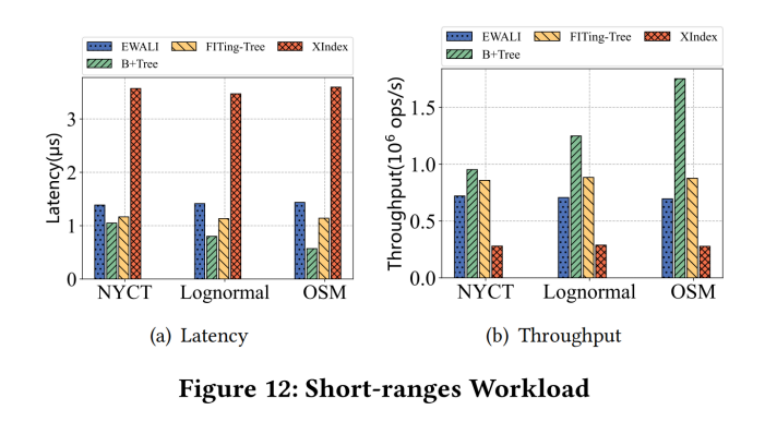 EWALI FITing-Tree XIndex
B+Tree
Latency(μs)
3
2
1
0
NYCT Lognormal OSM
(a) Latency
EWALI FITing-Tree XIndex
B+Tree
Throughput(10⁶ ops/s)
1.5
1.0
0.5
0.0
NYCT Lognormal OSM
(b) Throughput
Figure 12: Short-ranges Workload